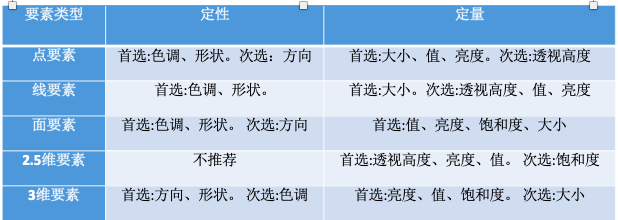 要素类型 定性 定量
点要素 首选:色调、形状。次选：方向 首选:大小、值、亮度。次选:透视高度
线要素 首选:色调、形状。 首选:大小。次选:透视高度、值、亮度
面要素 首选:色调、形状。 次选:方向 首选:值、亮度、饱和度、大小
2.5维要素 不推荐 首选:透视高度、亮度、值。 次选:饱和度
3维要素 首选:方向、形状。 次选:色调 首选:亮度、值、饱和度。 次选:大小